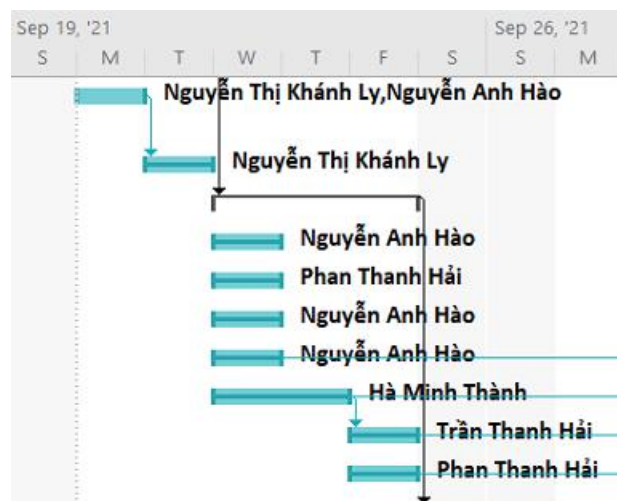 Sep 19, '21 Sep 26, '21
S M T W T F S S M
Nguyễn Thị Khánh Ly,Nguyễn Anh Hào
Nguyễn Thị Khánh Ly
Nguyễn Anh Hào
Phan Thanh Hải
Nguyễn Anh Hào
Nguyễn Anh Hào
Hà Minh Thành
Trần Thanh Hải
Phan Thanh Hải